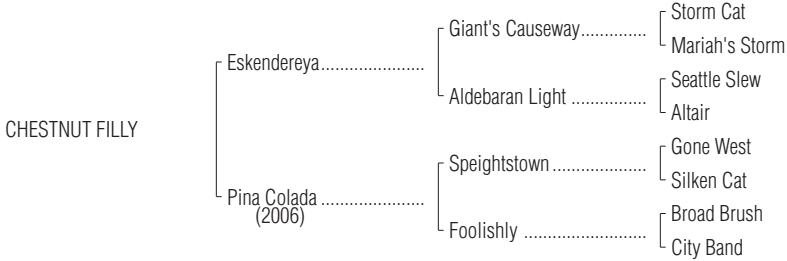 Storm Cat
Giant's Causeway..............
Mariah's Storm
Eskendereya......................
Seattle Slew
Aldebaran Light ................
Altair
CHESTNUT FILLY
Gone West
Speightstown....................
Silken Cat
Pina Colada......................
(2006)
Broad Brush
Foolishly ..........................
City Band